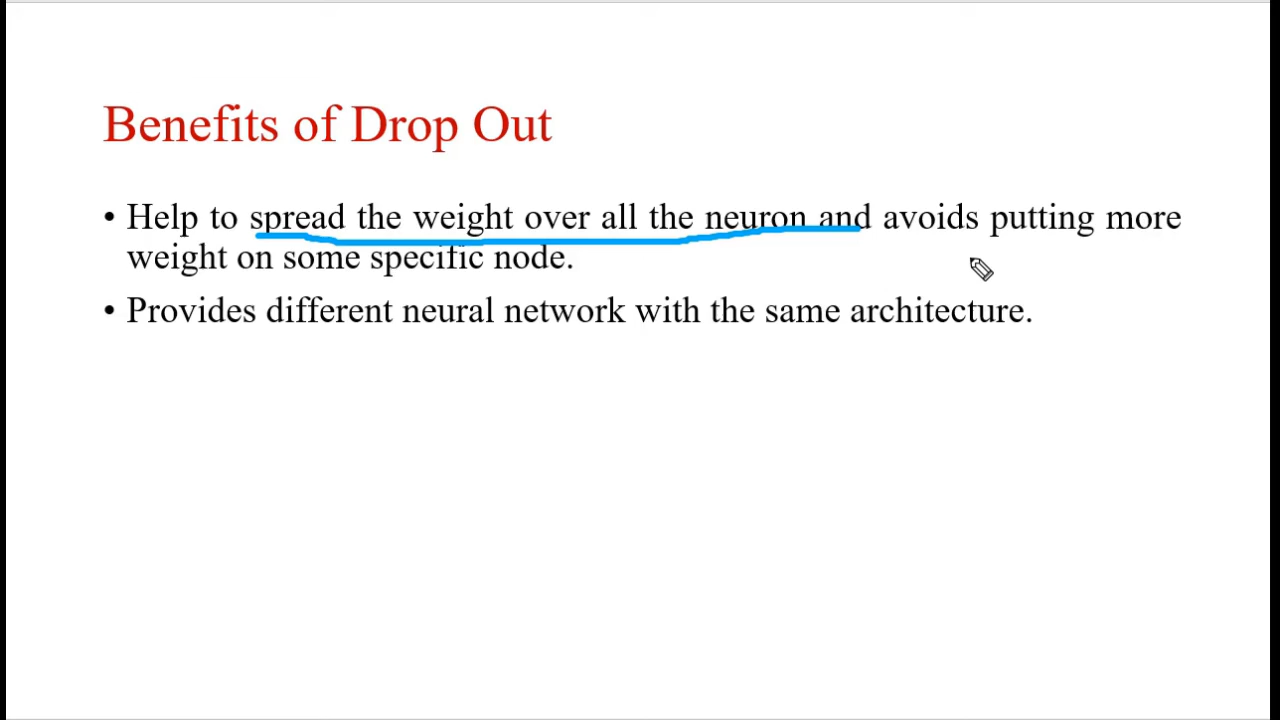 Benefits of Drop Out
• Help to spread the weight over all the neuron and avoids putting more
weight on some specific node.
• Provides different neural network with the same architecture.